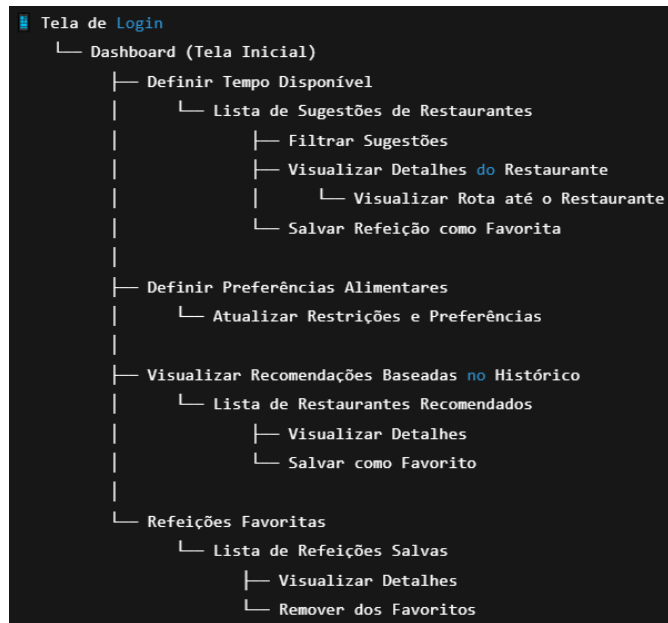 Tela de Login
└── Dashboard (Tela Inicial)
├── Definir Tempo Disponível
│ └── Lista de Sugestões de Restaurantes
│ ├── Filtrar Sugestões
│ ├── Visualizar Detalhes do Restaurante
│ │ └── Visualizar Rota até o Restaurante
│ └── Salvar Refeição como Favorita
│
├── Definir Preferências Alimentares
│ └── Atualizar Restrições e Preferências
│
├── Visualizar Recomendações Baseadas no Histórico
│ └── Lista de Restaurantes Recomendados
│ ├── Visualizar Detalhes
│ └── Salvar como Favorito
│
└── Refeições Favoritas
└── Lista de Refeições Salvas
├── Visualizar Detalhes
└── Remover dos Favoritos